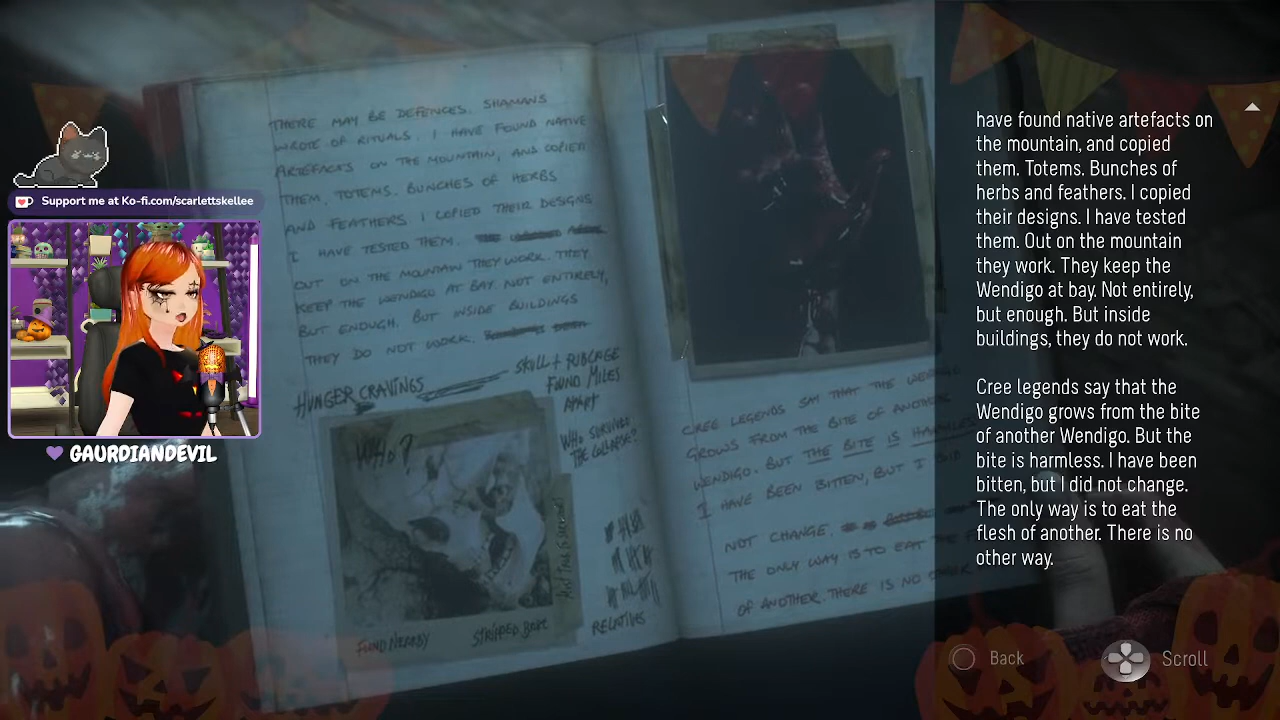 THERE MAY BE DEFENCES. SHAMANS
WROTE OF RITUALS. I HAVE FOUND NATIVE
ARTEFACTS ON THE MOUNTAIN, AND COPIED
THEM. TOTEMS. BUNCHES OF HERBS
AND FEATHERS I COPIED THEIR DESIGNS
I HAVE TESTED THEM.
OUT ON THE MOUNTAIN THEY WORK. THEY
KEEP THE WENDIGO AT BAY. NOT ENTIRELY,
BUT ENOUGH. BUT INSIDE BUILDINGS
THEY DO NOT WORK.
HUNGER CRAVINGS
SKULL + RIBCAGE
FOUND MILES
APART
WHO SURVIVED
THE COLLAPSE?
WHO?
FOUND NEARBY
STRIPPED BARE
RELATIVES
CREE LEGENDS SAY THAT THE WENDIGO
GROWS FROM THE BITE OF ANOTHER
WENDIGO. BUT THE BITE IS HARMLESS
I HAVE BEEN BITTEN, BUT I DID
NOT CHANGE.
THE ONLY WAY IS TO EAT THE
OF ANOTHER. THERE IS NO OTHER
Support me at Ko-fi.com/scarlettskellee
GAURDIANDEVIL
have found native artefacts on
the mountain, and copied
them. Totems. Bunches of
herbs and feathers. I copied
their designs. I have tested
them. Out on the mountain
they work. They keep the
Wendigo at bay. Not entirely,
but enough. But inside
buildings, they do not work.
Cree legends say that the
Wendigo grows from the bite
of another Wendigo. But the
bite is harmless. I have been
bitten, but I did not change.
The only way is to eat the
flesh of another. There is no
other way.
Back
Scroll